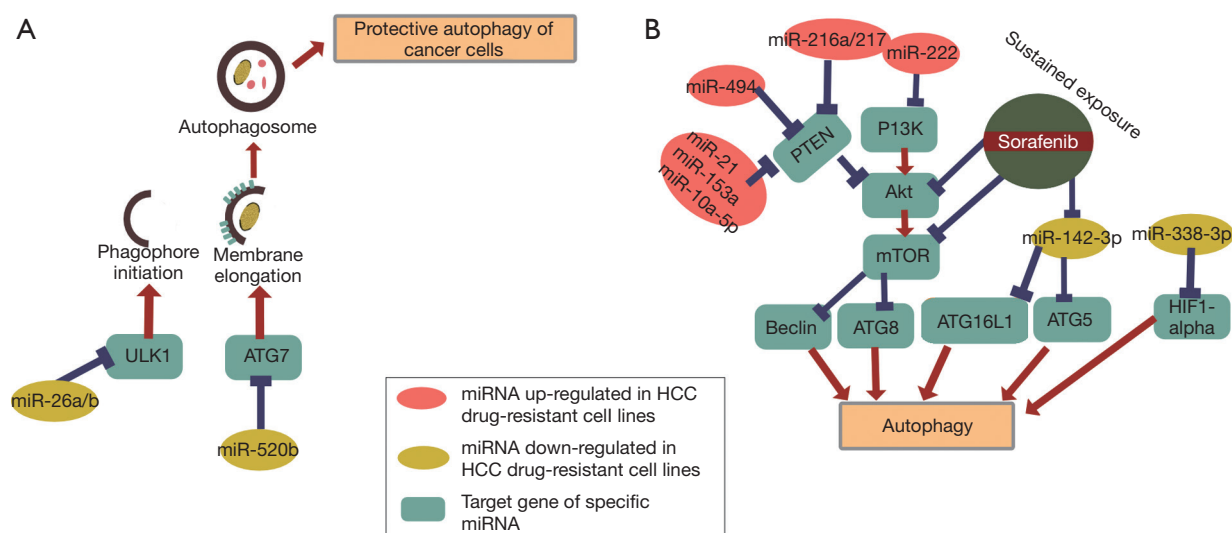 A
Protective autophagy of
cancer cells
Autophagosome
Phagophore
initiation
Membrane
elongation
ULK1
ATG7
miR-26a/b
miR-520b
miRNA up-regulated in HCC
drug-resistant cell lines
miRNA down-regulated in
HCC drug-resistant cell lines
Target gene of specific
miRNA
B
miR-216a/217
miR-222
miR-494
Sustained exposure
PTEN
P13K
Sorafenib
miR-21
miR-153a
miR-10a-5p
Akt
miR-142-3p
miR-338-3p
mTOR
Beclin
ATG8
ATG16L1
ATG5
HIF1-
alpha
Autophagy